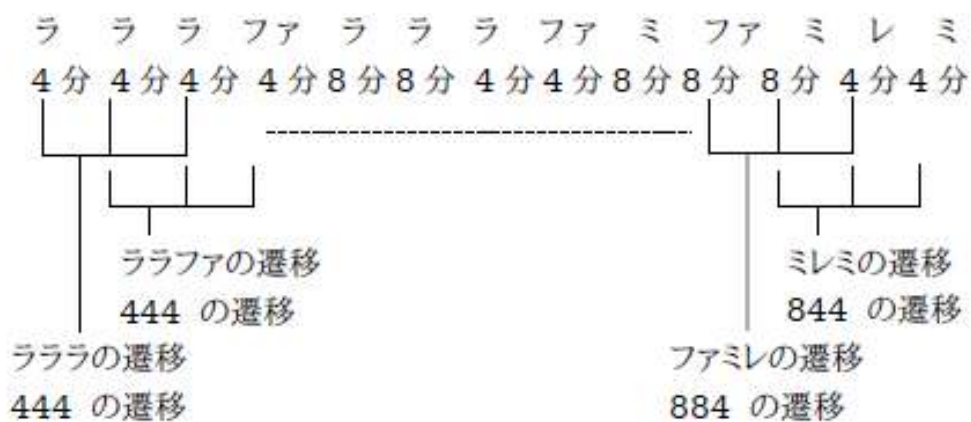 ラ ラ ラ ファ ラ ラ ラ ファ ミ ファ ミ レ ミ
4分 4分 4分 4分 8分 8分 4分 4分 8分 8分 8分 4分 4分
ララファの遷移
444 の遷移
ミレミの遷移
844 の遷移
ラララの遷移
444 の遷移
ファミレの遷移
884 の遷移